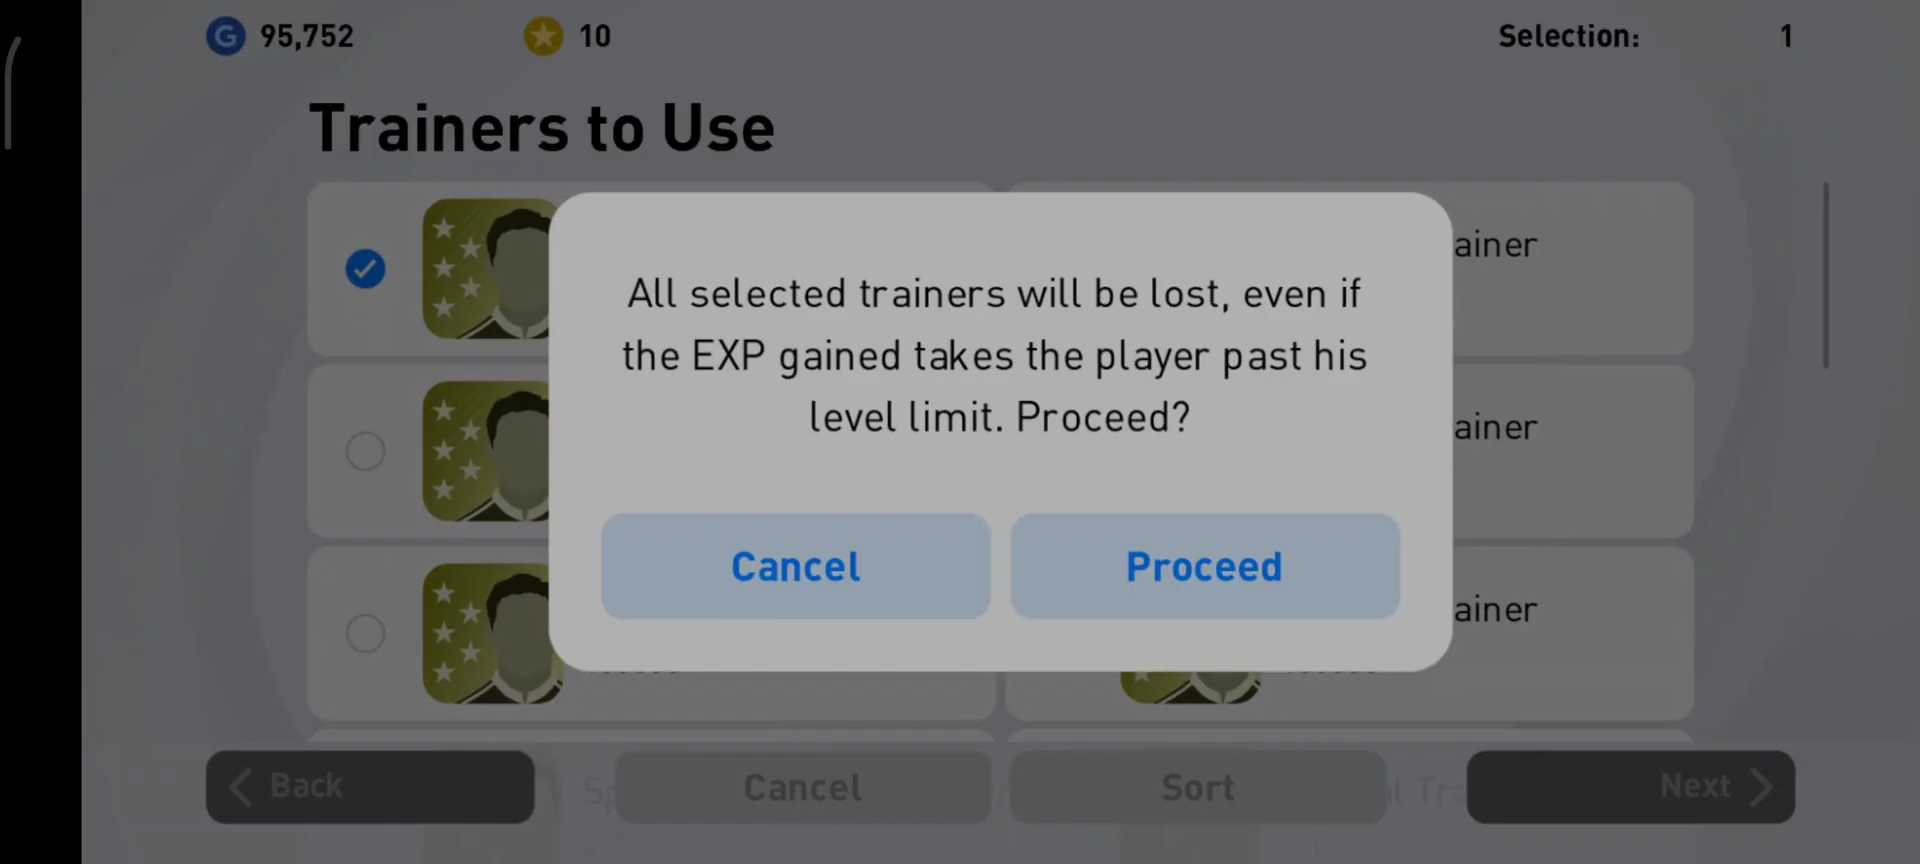 95,752
10
Selection:
1
Trainers to Use
ainer
ainer
ainer
All selected trainers will be lost, even if
the EXP gained takes the player past his
level limit. Proceed?
Cancel
Proceed
Back
Cancel
Sort
Next